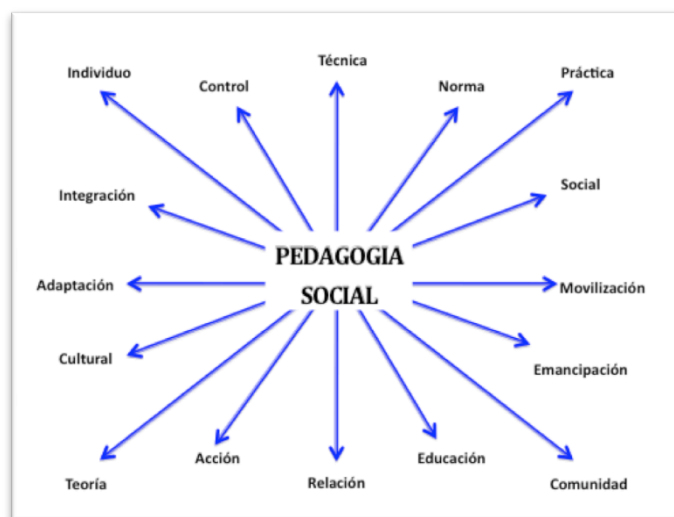 Técnica
Individuo
Práctica
Control
Norma
Social
Integración
PEDAGOGIA
SOCIAL
Adaptación
Movilización
Cultural
Emancipación
Acción
Educación
Teoría
Relación
Comunidad